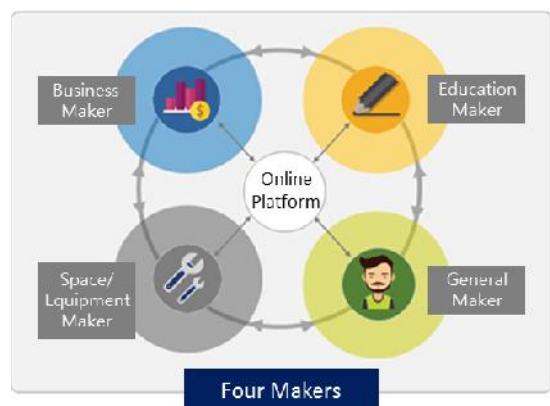 Business
Maker
Education
Maker
$
Online
Platform
Space/
Equipment
Maker
General
Maker
Four Makers